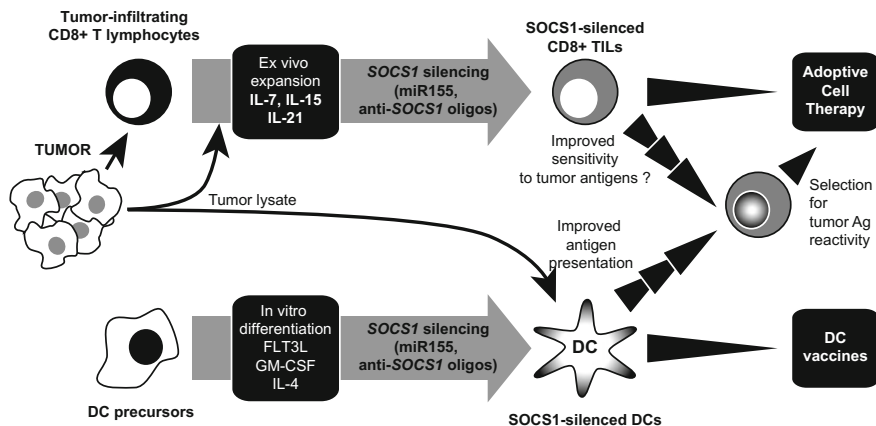 Tumor-infiltrating
CD8+ T lymphocytes
Ex vivo
expansion
IL-7, IL-15
IL-21
SOCS1 silencing
(miR155,
anti-SOCS1 oligos)
SOCS1-silenced
CD8+ TILs
Adoptive
Cell
Therapy
TUMOR
Improved
sensitivity
to tumor antigens ?
Tumor lysate
Selection
for
tumor Ag
reactivity
Improved
antigen
presentation
In vitro
differentiation
FLT3L
GM-CSF
IL-4
SOCS1 silencing
(miR155,
anti-SOCS1 oligos)
DC
DC
vaccines
DC precursors
SOCS1-silenced DCs